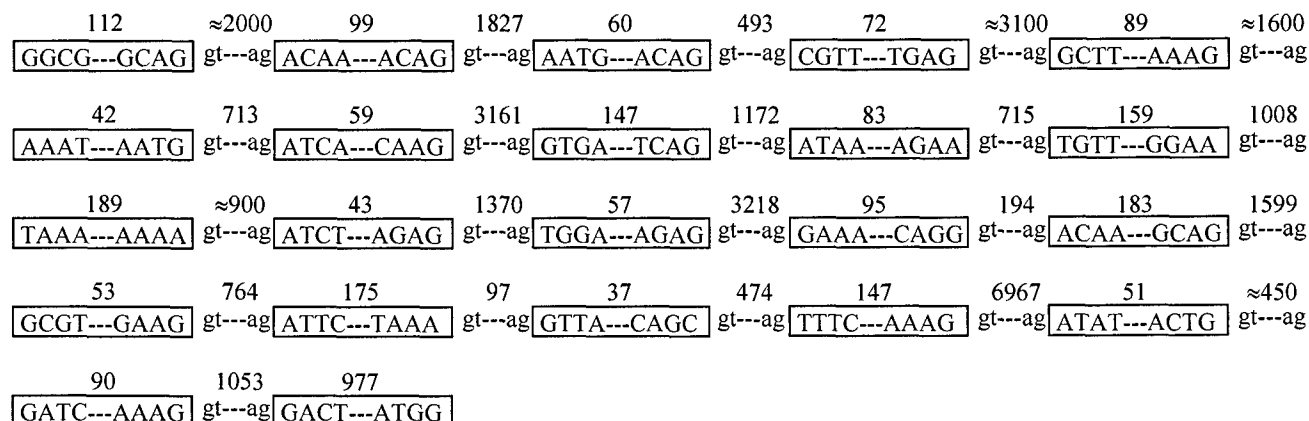 112 ≈2000 99 1827 60 493 72 ≈3100 89 ≈1600
GGCG---GCAG gt---ag ACAA---ACAG gt---ag AATG---ACAG gt---ag CGTT---TGAG gt---ag GCTT---AAAG gt---ag
42 713 59 3161 147 1172 83 715 159 1008
AAAT---AATG gt---ag ATCA---CAAG gt---ag GTGA---TCAG gt---ag ATAA---AGAA gt---ag TGTT---GGAA gt---ag
189 ≈900 43 1370 57 3218 95 194 183 1599
TAAA---AAAA gt---ag ATCT---AGAG gt---ag TGGA---AGAG gt---ag GAAA---CAGG gt---ag ACAA---GCAG gt---ag
53 764 175 97 37 474 147 6967 51 ≈450
GCGT---GAAG gt---ag ATTC---TAAA gt---ag GTTA---CAGC gt---ag TTTC---AAAG gt---ag ATAT---ACTG gt---ag
90 1053 977
GATC---AAAG gt---ag GACT---ATGG